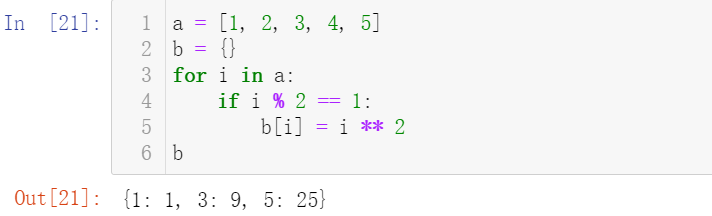 In [21]:
1 a = [1, 2, 3, 4, 5]
2 b = {}
3 for i in a:
4     if i % 2 == 1:
5         b[i] = i ** 2
6 b
Out[21]: {1: 1, 3: 9, 5: 25}